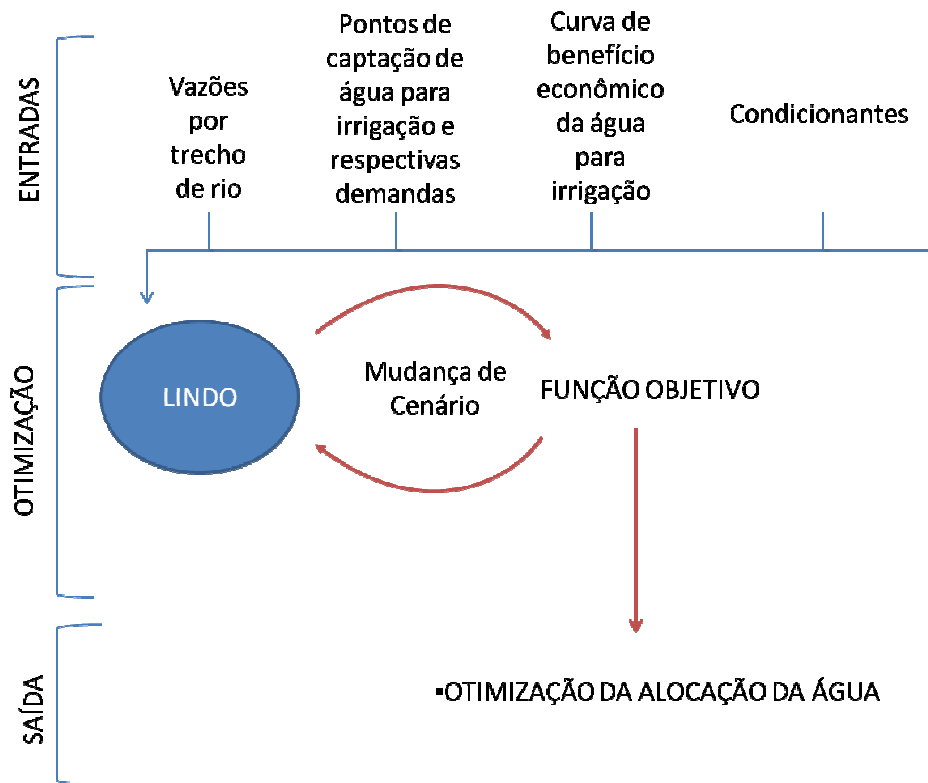 ENTRADAS
Vazões
por
trecho
de rio
Pontos de
captação de
água para
irrigação e
respectivas
demandas
Curva de
benefício
econômico
da água
para
irrigação
Condicionantes
OTIMIZAÇÃO
LINDO
Mudança de
Cenário
FUNÇÃO OBJETIVO
SAÍDA
▪OTIMIZAÇÃO DA ALOCAÇÃO DA ÁGUA